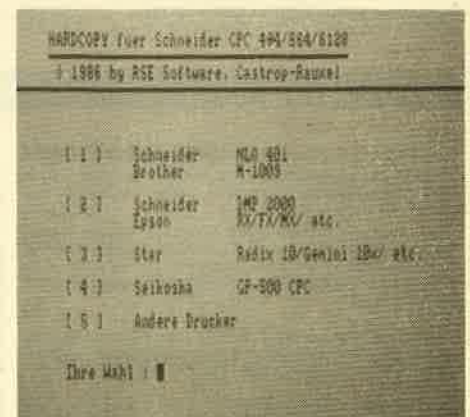 HARDCOPY fuer Schneider CPC 464/664/6128
1986 by RSE Software, Castrop-Rauxel
[ 1 ] Schneider NLQ 401
Brother M-1009
[ 2 ] Schneider DMP 2000
Epson RX/FX/MX/ etc.
[ 3 ] Star Radix 10/Gemini 10x/ etc.
[ 4 ] Seikosha GP-500 CPC
[ 5 ] Andere Drucker
Ihre Wahl :